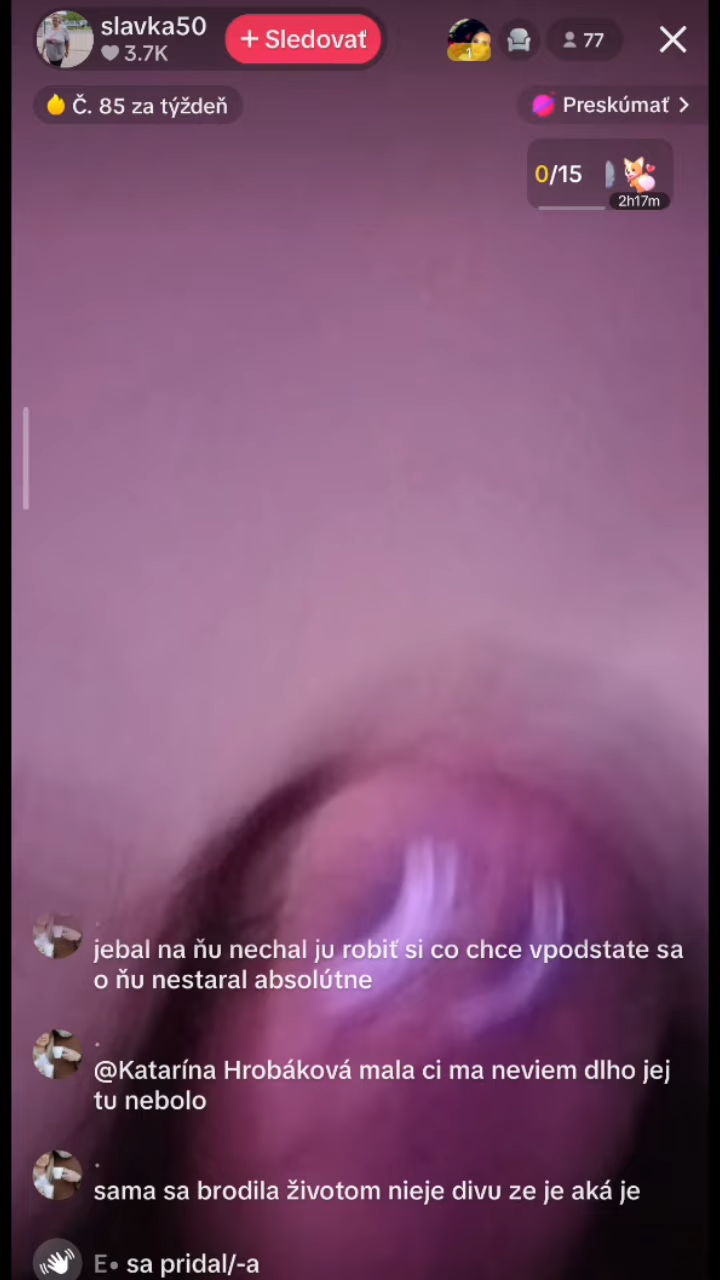 slavka50
3.7K
+ Sledovať
1
77
Č. 85 za týždeň
Preskúmať
0/15
2h17m
jebal na ňu nechal ju robiť si co chce vpodstate sa
o ňu nestaral absolútne
@Katarína Hrobáková mala ci ma neviem dlho jej
tu nebolo
sama sa brodila životom nieje divu ze je aká je
E• sa pridal/-a